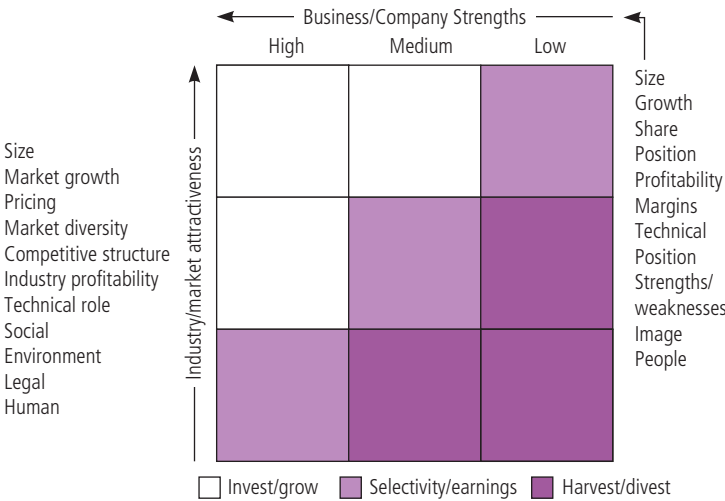 Business/Company Strengths
High Medium Low
Industry/market attractiveness
Size
Market growth
Pricing
Market diversity
Competitive structure
Industry profitability
Technical role
Social
Environment
Legal
Human
Size
Growth
Share
Position
Profitability
Margins
Technical
Position
Strengths/
weaknesses
Image
People
Invest/grow Selectivity/earnings Harvest/divest